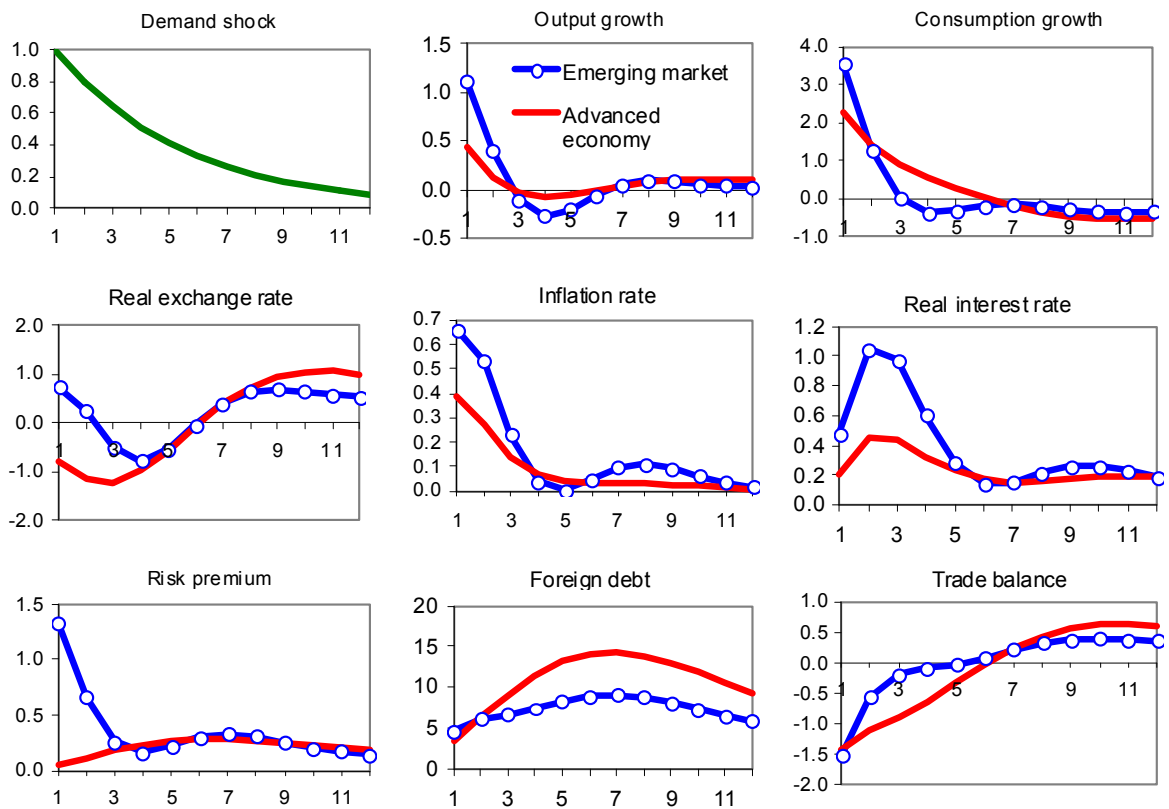 Demand shock
1.0
0.8
0.6
0.4
0.2
0.0
1 3 5 7 9 11
Output growth
1.5
1.0
0.5
0.0
-0.5
Emerging market
Advanced
economy
1 3 5 7 9 11
Consumption growth
4.0
3.0
2.0
1.0
0.0
-1.0
1 3 5 7 9 11
Real exchange rate
2.0
1.0
0.0
-1.0
-2.0
1 3 5 7 9 11
Inflation rate
0.7
0.6
0.5
0.4
0.3
0.2
0.1
0.0
1 3 5 7 9 11
Real interest rate
1.2
1.0
0.8
0.6
0.4
0.2
0.0
1 3 5 7 9 11
Risk premium
1.5
1.0
0.5
0.0
1 3 5 7 9 11
Foreign debt
20
15
10
5
0
1 3 5 7 9 11
Trade balance
1.0
0.5
0.0
-0.5
-1.0
-1.5
-2.0
1 3 5 7 9 11